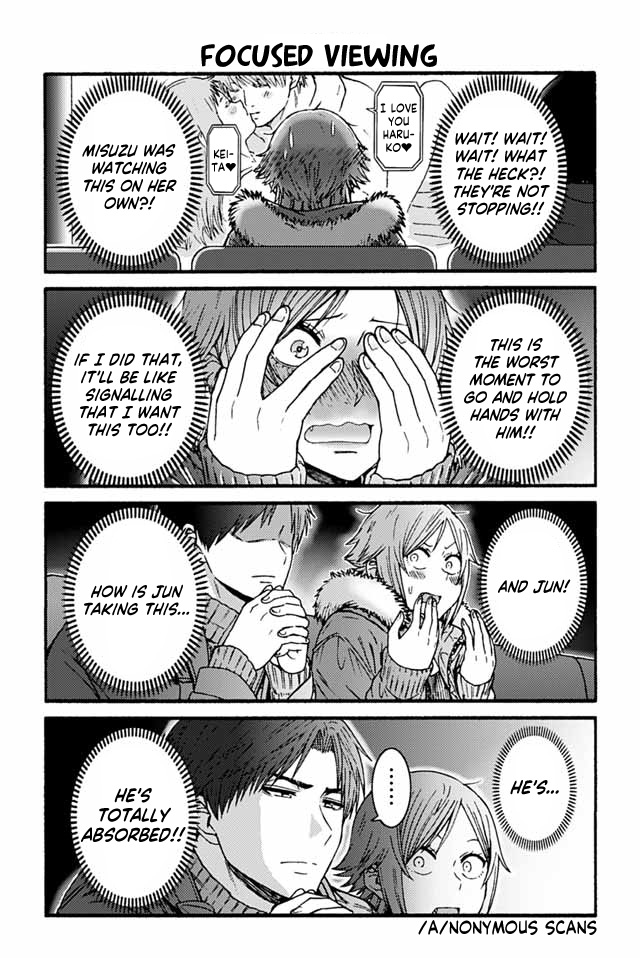 FOCUSED VIEWING
WAIT! WAIT!
WAIT! WHAT
THE HECK?!
THEY'RE NOT
STOPPING!!
I LOVE
YOU
HARU-
KO♥
KEI-
TA♥
MISUZU WAS
WATCHING
THIS ON HER
OWN?!
THIS IS
THE WORST
MOMENT TO
GO AND HOLD
HANDS WITH
HIM!!
IF I DID THAT,
IT'LL BE LIKE
SIGNALLING
THAT I WANT
THIS TOO!!
AND JUN!
HOW IS JUN
TAKING THIS...
HE'S...
......
HE'S
TOTALLY
ABSORBED!!
/A/NONYMOUS SCANS